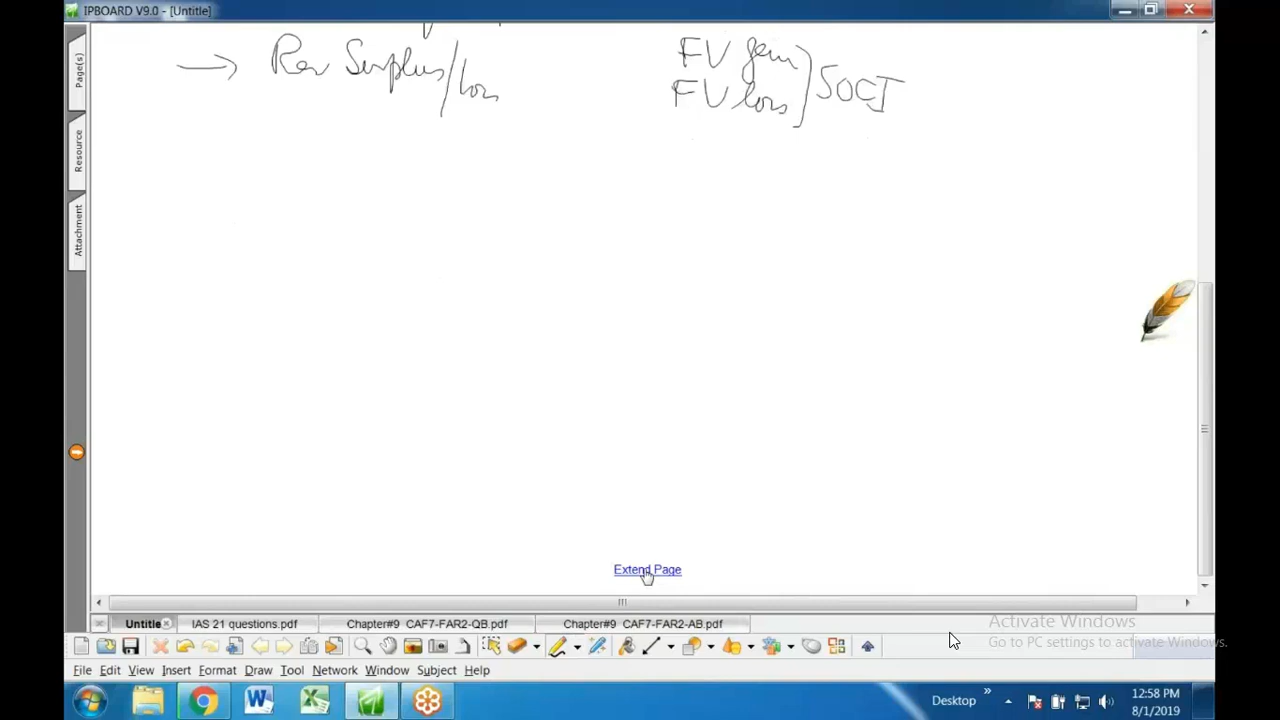 IPBOARD V9.0 - [Untitle]
Page(s)
Resource
Attachment
→ Rev Surplus/Loss
FV gain
FV loss
SOCI
Extend Page
Untitle
IAS 21 questions.pdf
Chapter#9 CAF7-FAR2-QB.pdf
Chapter#9 CAF7-FAR2-AB.pdf
Activate Windows
Go to PC settings to activate Windows.
File Edit View Insert Format Draw Tool Network Window Subject Help
Desktop
12:58 PM
8/1/2019